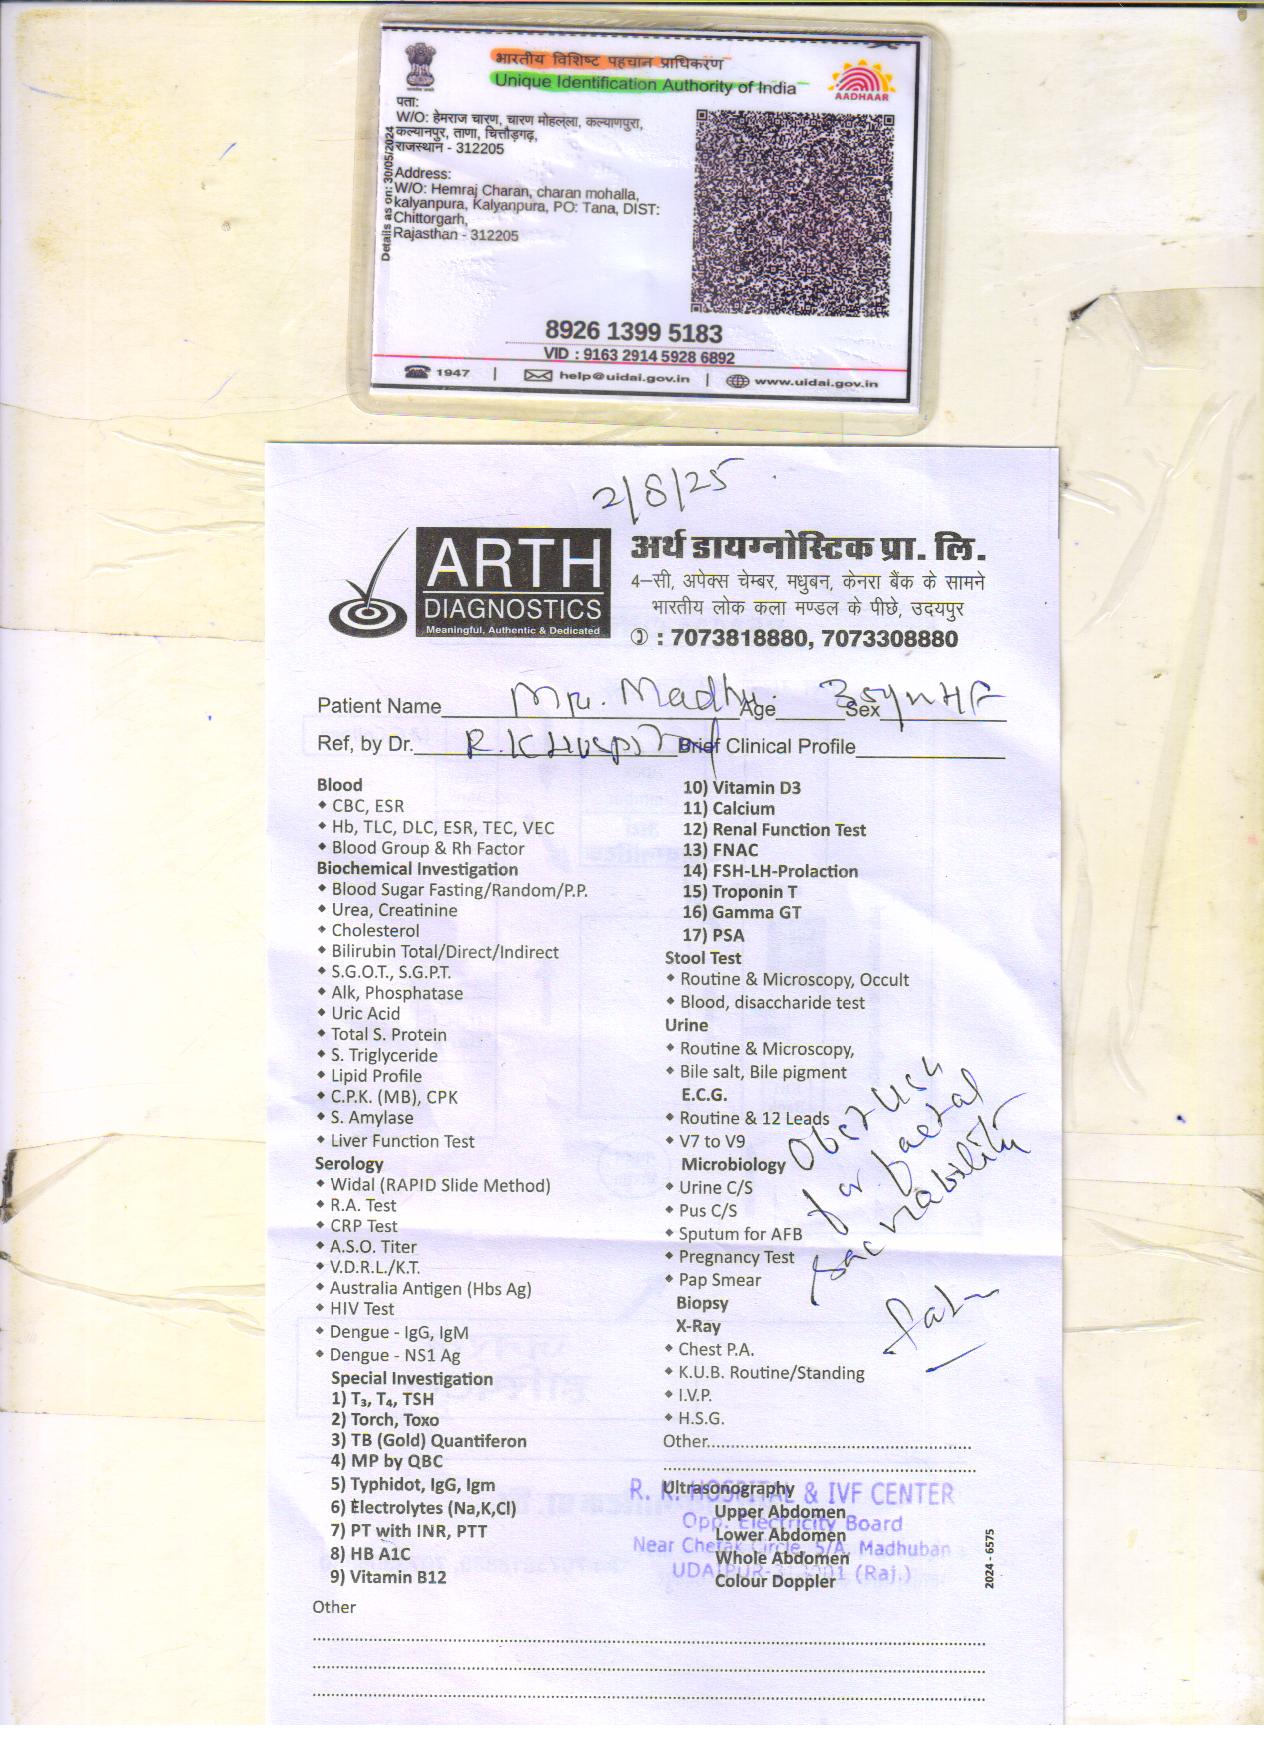 भारतीय विशिष्ट पहचान प्राधिकरण
Unique Identification Authority of India
AADHAAR
पता:
W/O: हेमराज चारण, चारण मोहल्ला, कल्याणपुरा,
कल्यानपुर, ताणा, चित्तौड़गढ़,
राजस्थान - 312205
Address:
W/O: Hemraj Charan, charan mohalla,
kalyanpura, Kalyanpura, PO: Tana, DIST:
Chittorgarh,
Rajasthan - 312205
Details as on: 30/05/2024
8926 1399 5183
VID : 9163 2914 5928 6892
1947 | help@uidai.gov.in | www.uidai.gov.in
2/8/25
ARTH
DIAGNOSTICS
Meaningful, Authentic & Dedicated
अर्थ डायग्नोस्टिक प्रा. लि.
4–सी, अपेक्स चेम्बर, मधुबन, केनरा बैंक के सामने
भारतीय लोक कला मण्डल के पीछे, उदयपुर
: 7073818880, 7073308880
Patient Name Mrs. Madhu Age 35yrs Sex F
Ref, by Dr. R.K Hospital Brief Clinical Profile
Blood
CBC, ESR
Hb, TLC, DLC, ESR, TEC, VEC
Blood Group & Rh Factor
Biochemical Investigation
Blood Sugar Fasting/Random/P.P.
Urea, Creatinine
Cholesterol
Bilirubin Total/Direct/Indirect
S.G.O.T., S.G.P.T.
Alk, Phosphatase
Uric Acid
Total S. Protein
S. Triglyceride
Lipid Profile
C.P.K. (MB), CPK
S. Amylase
Liver Function Test
Serology
Widal (RAPID Slide Method)
R.A. Test
CRP Test
A.S.O. Titer
V.D.R.L./K.T.
Australia Antigen (Hbs Ag)
HIV Test
Dengue - IgG, IgM
Dengue - NS1 Ag
Special Investigation
1) T₃, T₄, TSH
2) Torch, Toxo
3) TB (Gold) Quantiferon
4) MP by QBC
5) Typhidot, IgG, Igm
6) Electrolytes (Na,K,Cl)
7) PT with INR, PTT
8) HB A1C
9) Vitamin B12
Other
10) Vitamin D3
11) Calcium
12) Renal Function Test
13) FNAC
14) FSH-LH-Prolaction
15) Troponin T
16) Gamma GT
17) PSA
Stool Test
Routine & Microscopy, Occult
Blood, disaccharide test
Urine
Routine & Microscopy,
Bile salt, Bile pigment
E.C.G.
Routine & 12 Leads
V7 to V9
Microbiology
Urine C/S
Pus C/S
Sputum for AFB
Pregnancy Test
Pap Smear
Biopsy
X-Ray
Chest P.A.
K.U.B. Routine/Standing
I.V.P.
H.S.G.
Other
Ultrasonography
Upper Abdomen
Lower Abdomen
Whole Abdomen
Colour Doppler
Obst USG
for faetal
viability
R. K. HOSPITAL & IVF CENTER
Opp. Electricity Board
Near Chetak Circle, 5/A, Madhuban
UDAIPUR-313001 (Raj.)
2024 - 6575